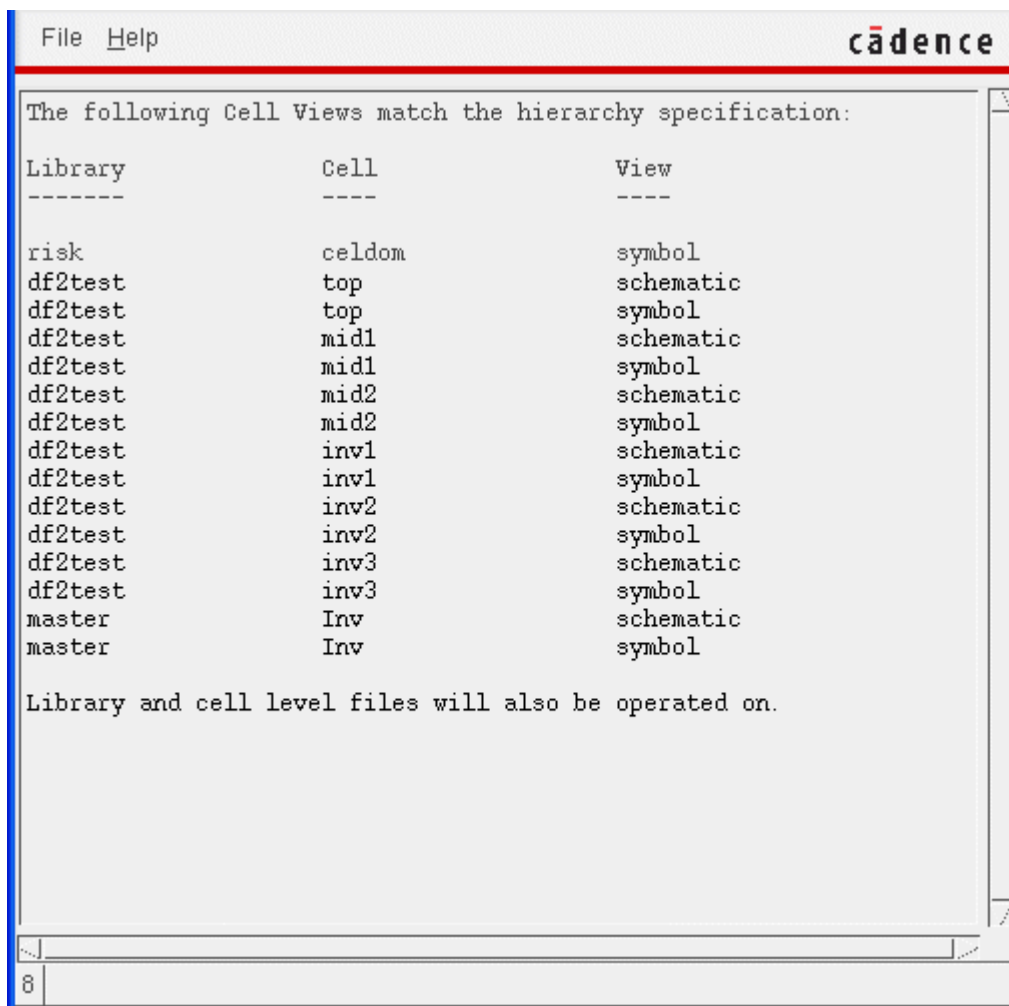 File Help
cādence
The following Cell Views match the hierarchy specification:
Library Cell View
------- ---- ----
risk celdom symbol
df2test top schematic
df2test top symbol
df2test mid1 schematic
df2test mid1 symbol
df2test mid2 schematic
df2test mid2 symbol
df2test inv1 schematic
df2test inv1 symbol
df2test inv2 schematic
df2test inv2 symbol
df2test inv3 schematic
df2test inv3 symbol
master Inv schematic
master Inv symbol
Library and cell level files will also be operated on.
8